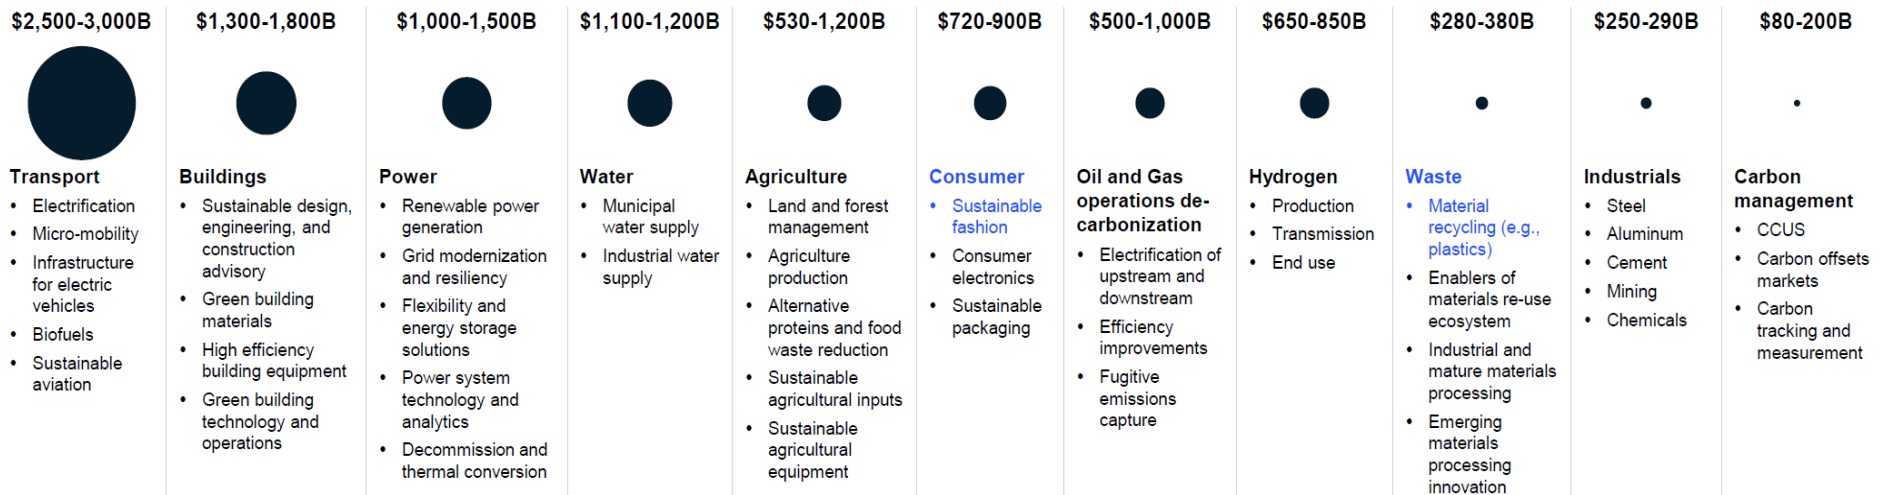 $2,500-3,000B
Transport
• Electrification
• Micro-mobility
• Infrastructure
for electric
vehicles
• Biofuels
• Sustainable
aviation
$1,300-1,800B
Buildings
• Sustainable design,
engineering, and
construction
advisory
• Green building
materials
• High efficiency
building equipment
• Green building
technology and
operations
$1,000-1,500B
Power
• Renewable power
generation
• Grid modernization
and resiliency
• Flexibility and
energy storage
solutions
• Power system
technology and
analytics
• Decommission and
thermal conversion
$1,100-1,200B
Water
• Municipal
water supply
• Industrial water
supply
$530-1,200B
Agriculture
• Land and forest
management
• Agriculture
production
• Alternative
proteins and food
waste reduction
• Sustainable
agricultural inputs
• Sustainable
agricultural
equipment
$720-900B
Consumer
• Sustainable
fashion
• Consumer
electronics
• Sustainable
packaging
$500-1,000B
Oil and Gas
operations de-
carbonization
• Electrification of
upstream and
downstream
• Efficiency
improvements
• Fugitive
emissions
capture
$650-850B
Hydrogen
• Production
• Transmission
• End use
$280-380B
Waste
• Material
recycling (e.g.,
plastics)
• Enablers of
materials re-use
ecosystem
• Industrial and
mature materials
processing
• Emerging
materials
processing
innovation
$250-290B
Industrials
• Steel
• Aluminum
• Cement
• Mining
• Chemicals
$80-200B
Carbon
management
• CCUS
• Carbon offsets
markets
• Carbon
tracking and
measurement